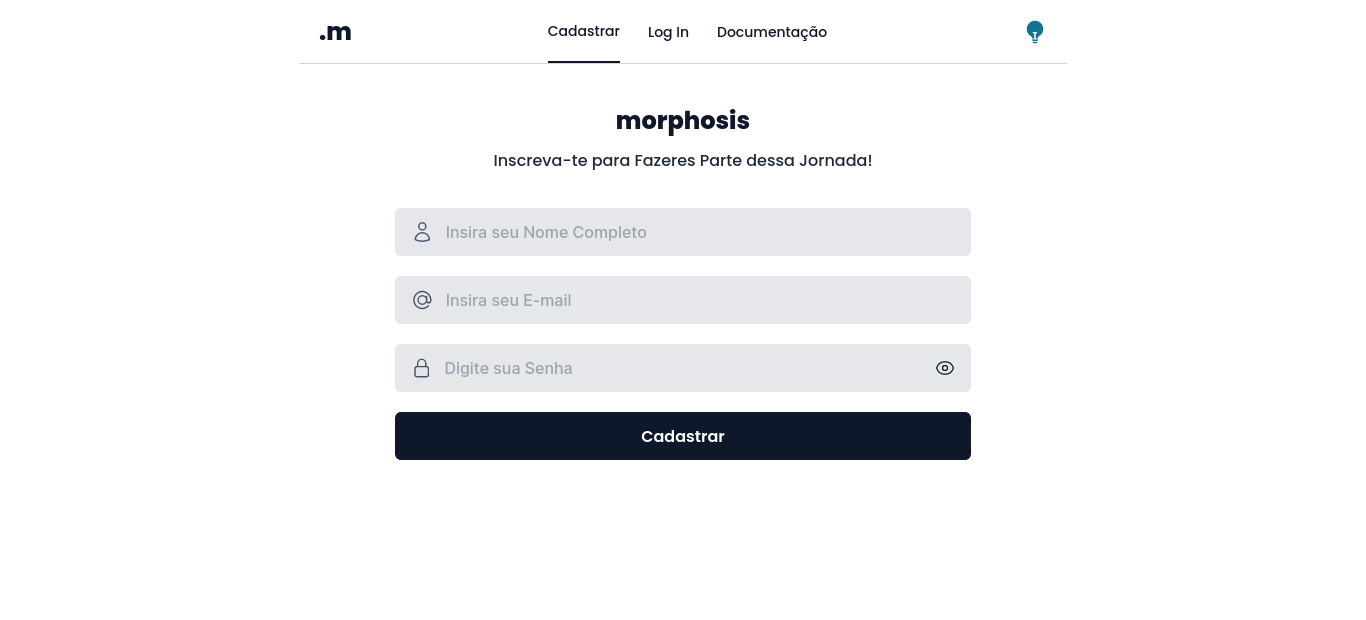 .m
Cadastrar Log In Documentação
morphosis
Inscreva-te para Fazeres Parte dessa Jornada!
Insira seu Nome Completo
Insira seu E-mail
Digite sua Senha
Cadastrar